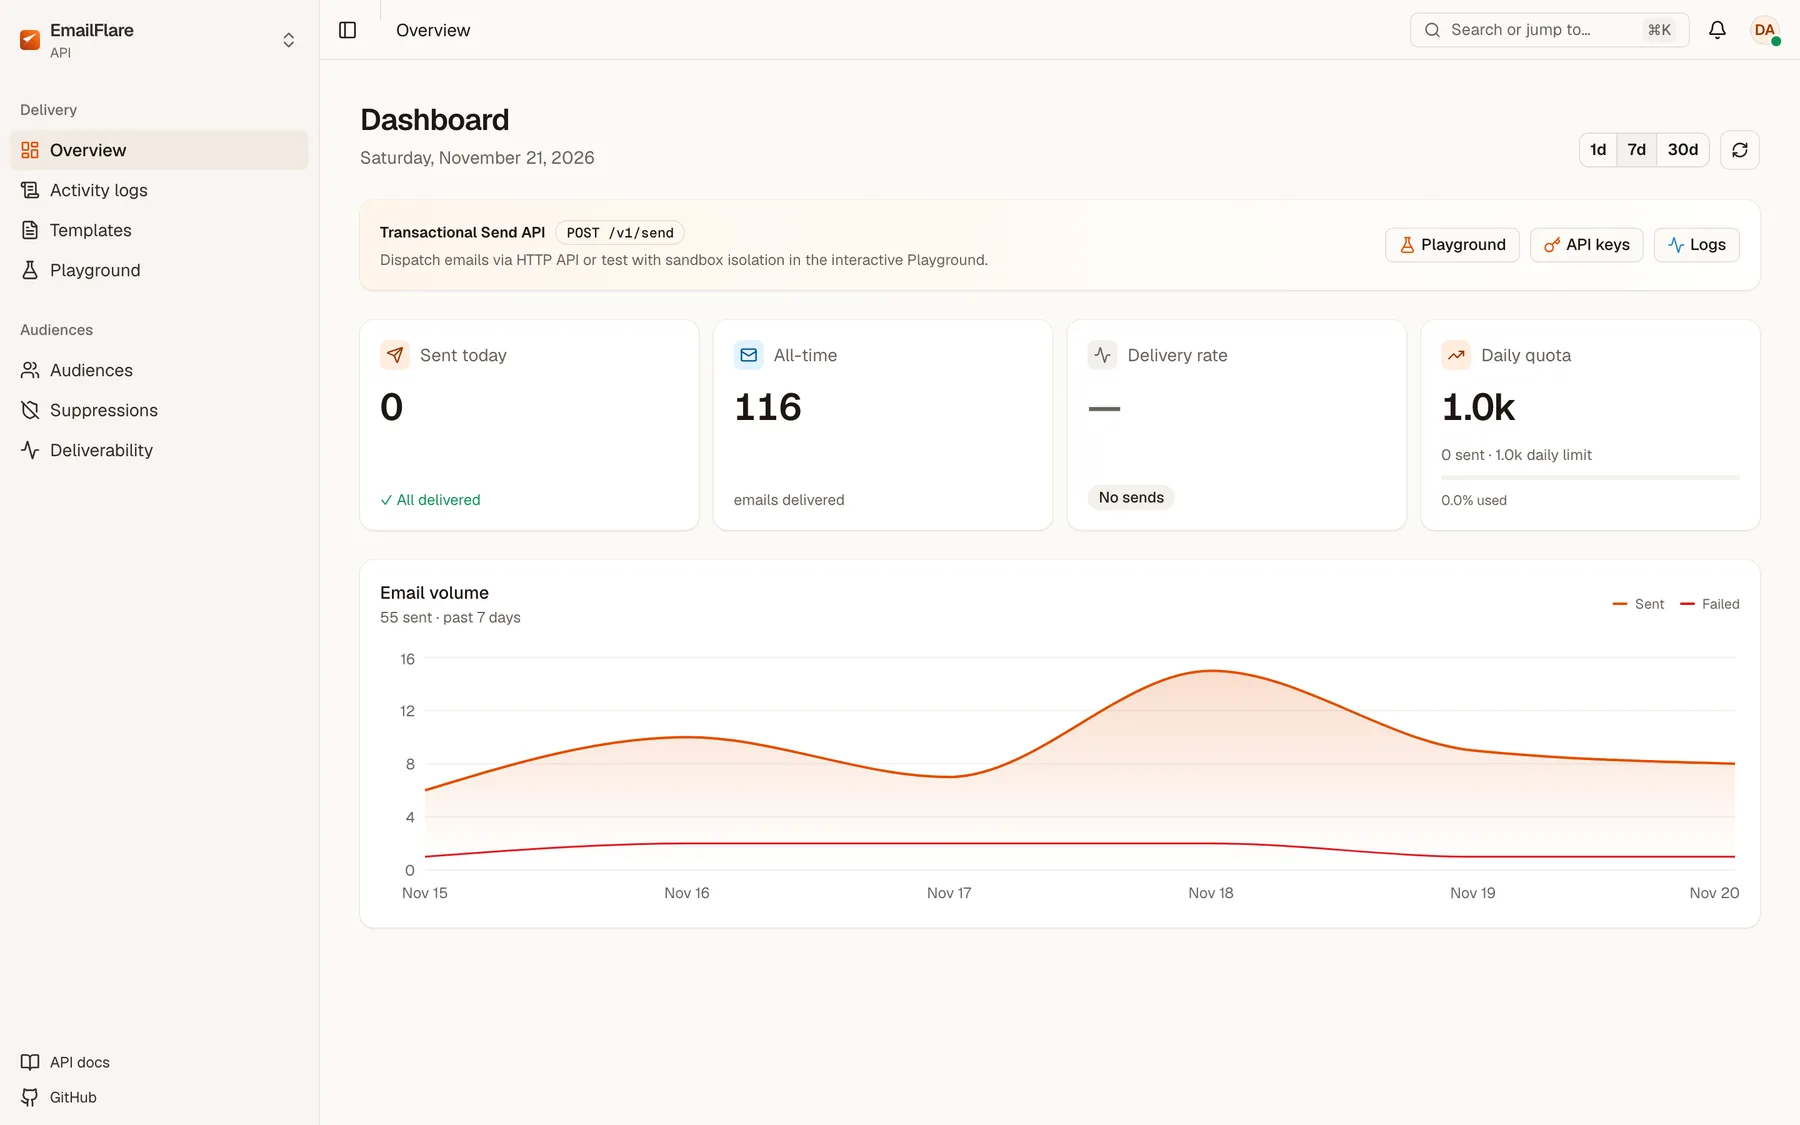 EmailFlare
API
Delivery
Overview
Activity logs
Templates
Playground
Audiences
Audiences
Suppressions
Deliverability
API docs
GitHub
Overview
Search or jump to...
⌘K
DA
Dashboard
Saturday, November 21, 2026
1d
7d
30d
Transactional Send API
POST /v1/send
Dispatch emails via HTTP API or test with sandbox isolation in the interactive Playground.
Playground
API keys
Logs
Sent today
0
✓ All delivered
All-time
116
emails delivered
Delivery rate
—
No sends
Daily quota
1.0k
0 sent · 1.0k daily limit
0.0% used
Email volume
55 sent · past 7 days
Sent
Failed
16
12
8
4
0
Nov 15
Nov 16
Nov 17
Nov 18
Nov 19
Nov 20